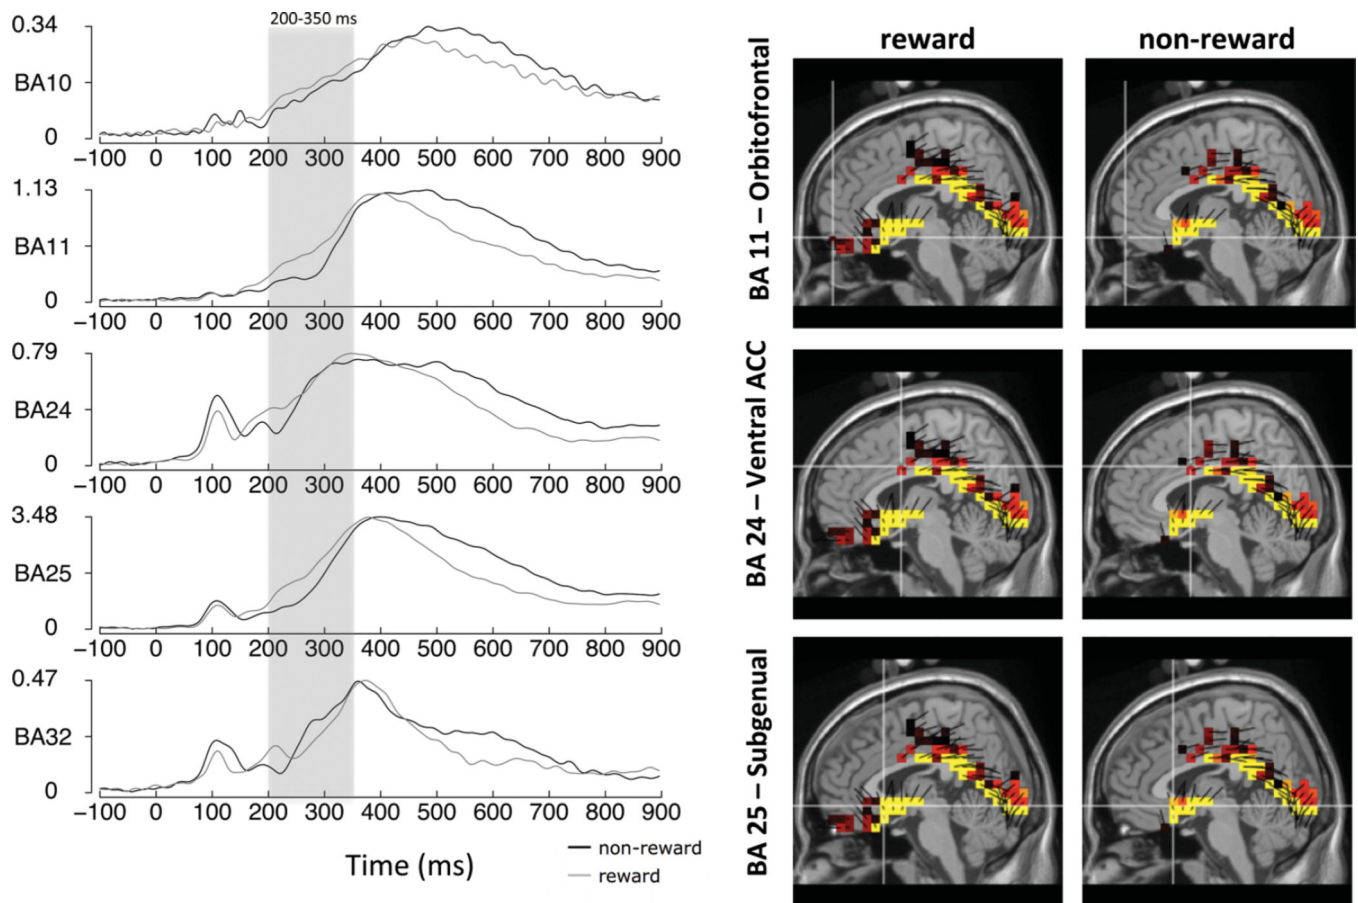 200-350 ms
0.34
BA10
0
−100 0 100 200 300 400 500 600 700 800 900
1.13
BA11
0
−100 0 100 200 300 400 500 600 700 800 900
0.79
BA24
0
−100 0 100 200 300 400 500 600 700 800 900
3.48
BA25
0
−100 0 100 200 300 400 500 600 700 800 900
0.47
BA32
0
−100 0 100 200 300 400 500 600 700 800 900
Time (ms)
non-reward
reward
reward non-reward
BA 11 – Orbitofrontal
BA 24 – Ventral ACC
BA 25 – Subgenual